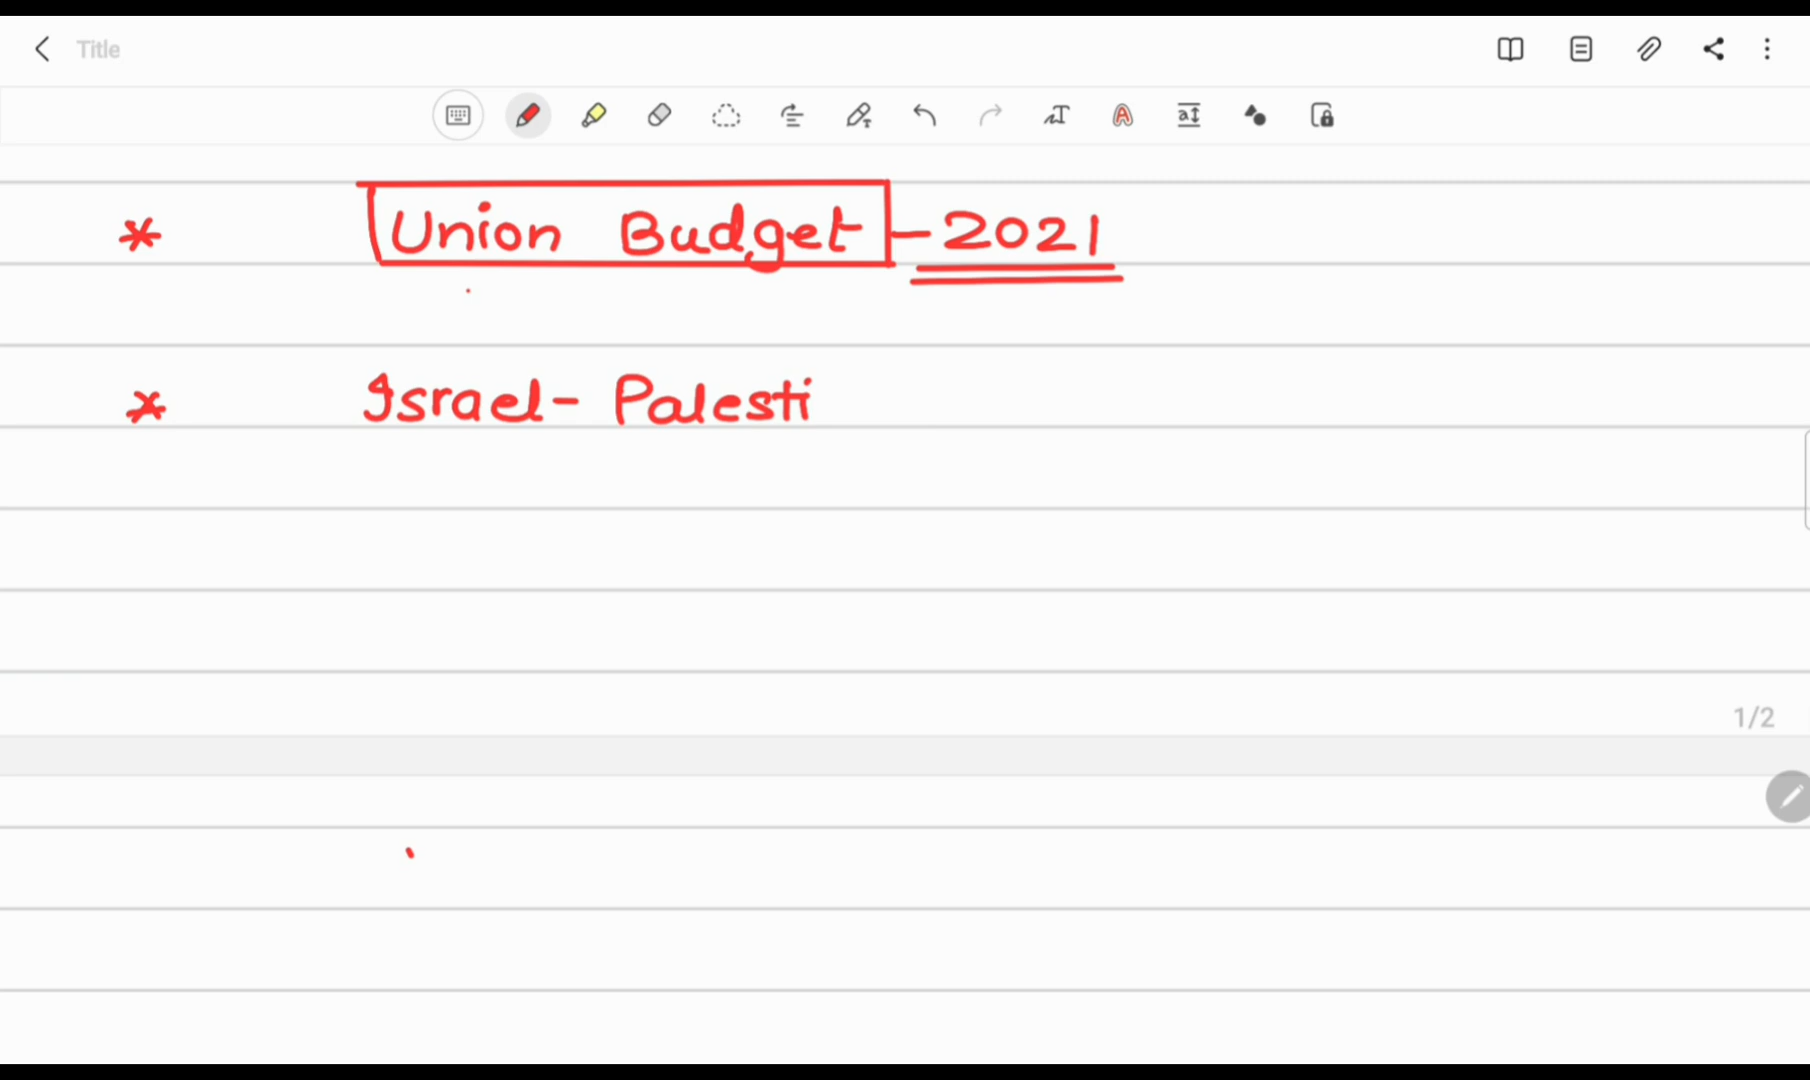 Title
* Union Budget - 2021
* Israel - Palesti
1/2